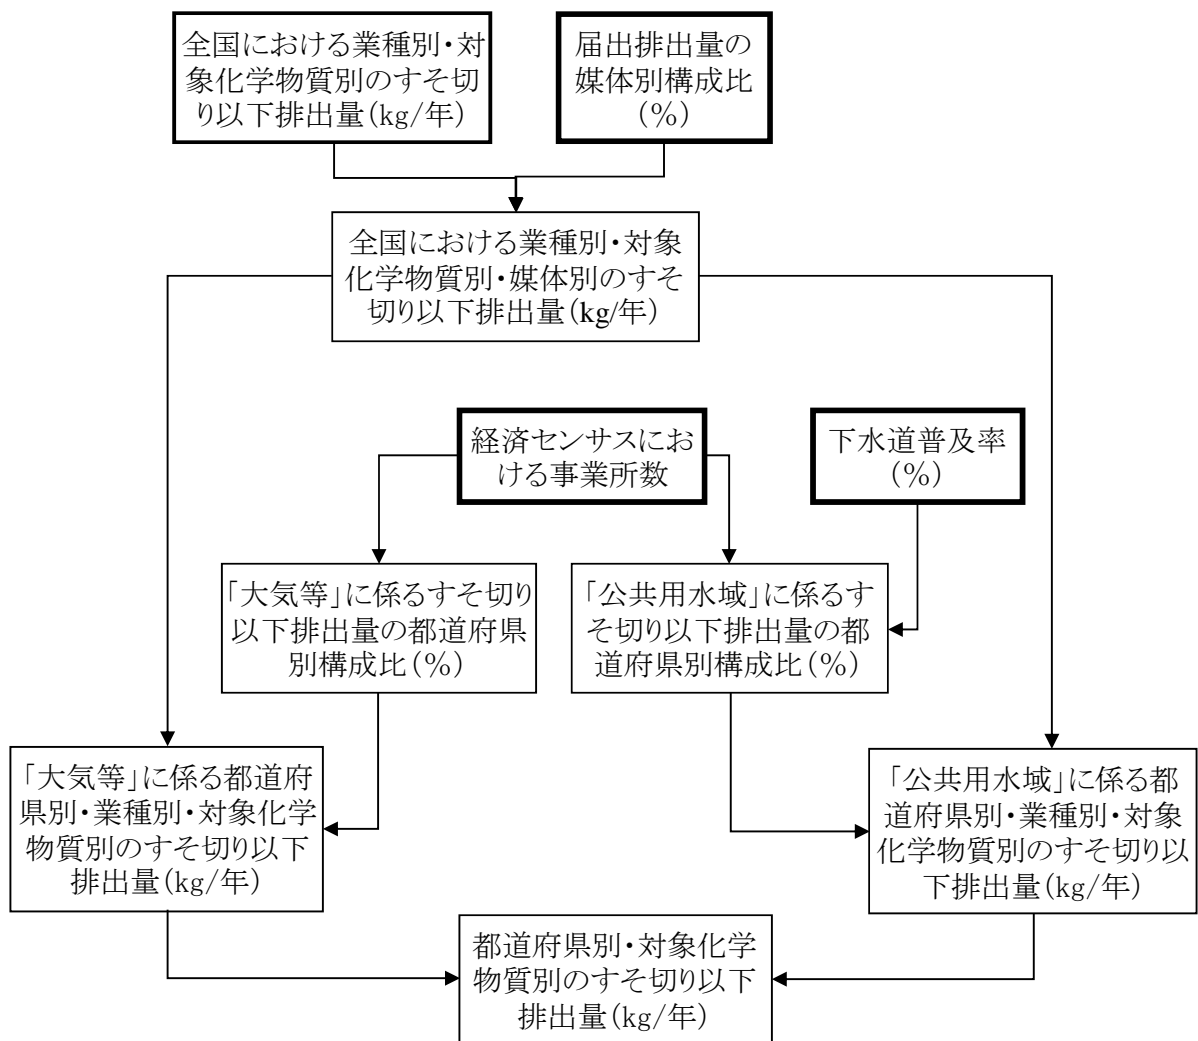 全国における業種別・対
象化学物質別のすそ切
り以下排出量(kg/年)
届出排出量の
媒体別構成比
(%)
全国における業種別・対象
化学物質別・媒体別のすそ
切り以下排出量(kg/年)
経済センサスにお
ける事業所数
下水道普及率
(%)
「大気等」に係るすそ切り
以下排出量の都道府県
別構成比(%)
「公共用水域」に係るす
そ切り以下排出量の都
道府県別構成比(%)
「大気等」に係る都道府
県別・業種別・対象化学
物質別のすそ切り以下
排出量(kg/年)
「公共用水域」に係る都
道府県別・業種別・対象
化学物質別のすそ切り以
下排出量(kg/年)
都道府県別・対象化学
物質別のすそ切り以下
排出量(kg/年)